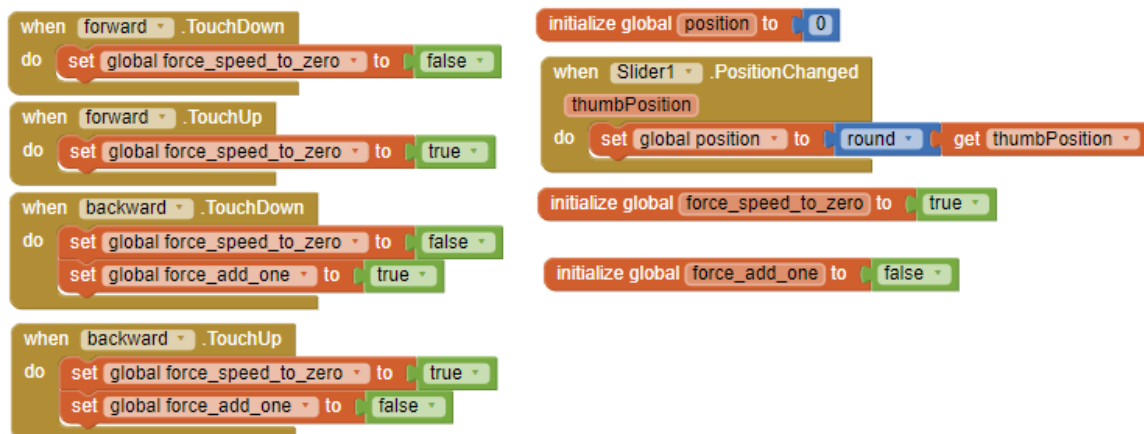 when forward .TouchDown
do set global force_speed_to_zero to false
when forward .TouchUp
do set global force_speed_to_zero to true
when backward .TouchDown
do set global force_speed_to_zero to false
set global force_add_one to true
when backward .TouchUp
do set global force_speed_to_zero to true
set global force_add_one to false
initialize global position to 0
when Slider1 .PositionChanged
thumbPosition
do set global position to round get thumbPosition
initialize global force_speed_to_zero to true
initialize global force_add_one to false